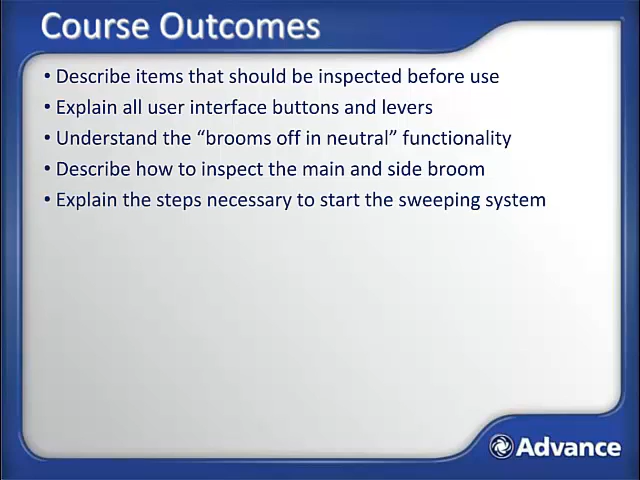 Course Outcomes
• Describe items that should be inspected before use
• Explain all user interface buttons and levers
• Understand the “brooms off in neutral” functionality
• Describe how to inspect the main and side broom
• Explain the steps necessary to start the sweeping system
Advance